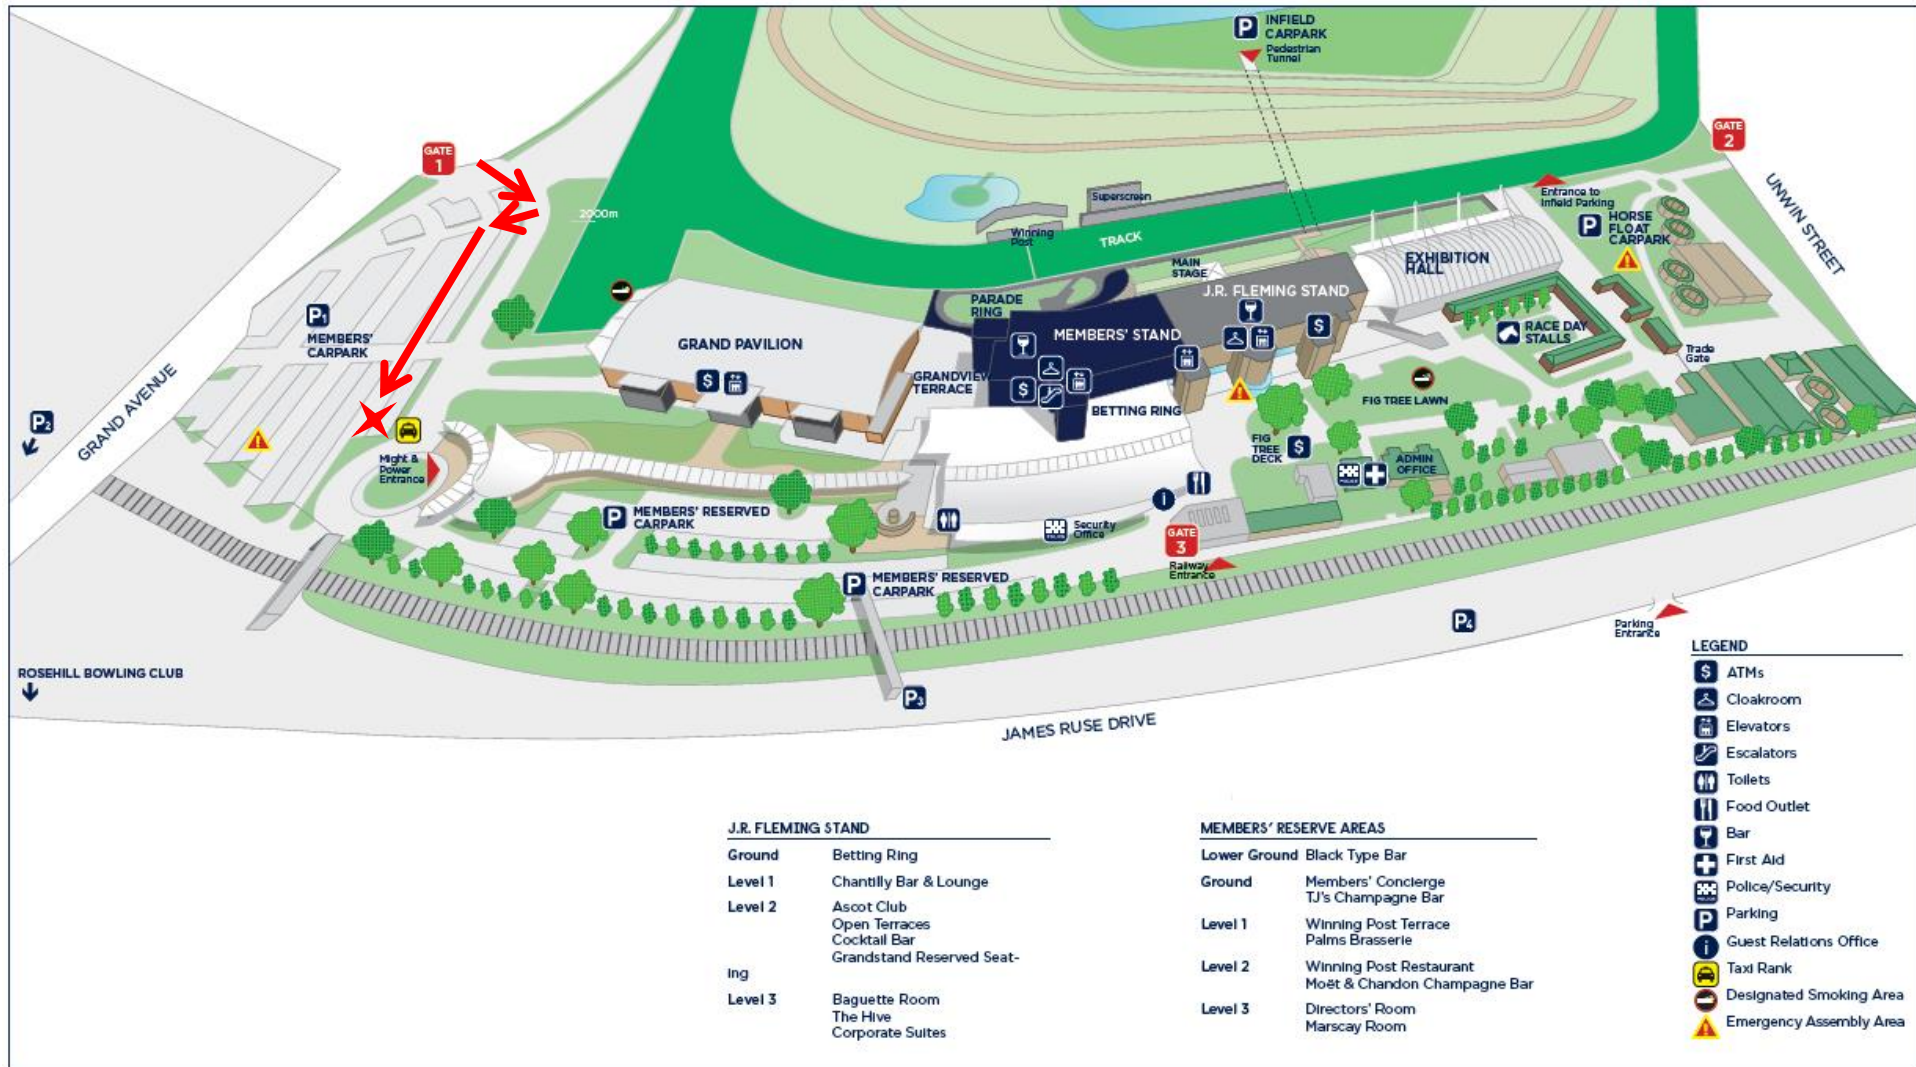 INFIELD
CARPARK
P
Pedestrian
Tunnel
GATE
1
GATE
2
UNWIN STREET
2000m
Superscreen
Winning
Post
TRACK
Entrance to
Infield Parking
P
HORSE
FLOAT
CARPARK
MAIN
STAGE
EXHIBITION
HALL
J.R. FLEMING STAND
PARADE
RING
P1
MEMBERS'
CARPARK
GRAND PAVILION
MEMBERS' STAND
$
RACE DAY
STALLS
Trade
Gate
GRANDVIEW
TERRACE
$
$
BETTING RING
FIG TREE LAWN
GRAND AVENUE
P2
Might &
Power
Entrance
FIG
TREE
DECK
$
ADMIN
OFFICE
P
MEMBERS' RESERVED
CARPARK
i
Security
Office
GATE
3
Railway
Entrance
P
MEMBERS' RESERVED
CARPARK
P4
Parking
Entrance
ROSEHILL BOWLING CLUB
P3
JAMES RUSE DRIVE
LEGEND
$ ATMs
Cloakroom
Elevators
Escalators
Toilets
Food Outlet
Bar
First Aid
Police/Security
P Parking
i Guest Relations Office
Taxi Rank
Designated Smoking Area
Emergency Assembly Area
J.R. FLEMING STAND
Ground Betting Ring
Level 1 Chantilly Bar & Lounge
Level 2 Ascot Club
Open Terraces
Cocktail Bar
Grandstand Reserved Seat-
ing
Level 3 Baguette Room
The Hive
Corporate Suites
MEMBERS' RESERVE AREAS
Lower Ground Black Type Bar
Ground Members' Concierge
TJ's Champagne Bar
Level 1 Winning Post Terrace
Palms Brasserie
Level 2 Winning Post Restaurant
Moët & Chandon Champagne Bar
Level 3 Directors' Room
Marscay Room